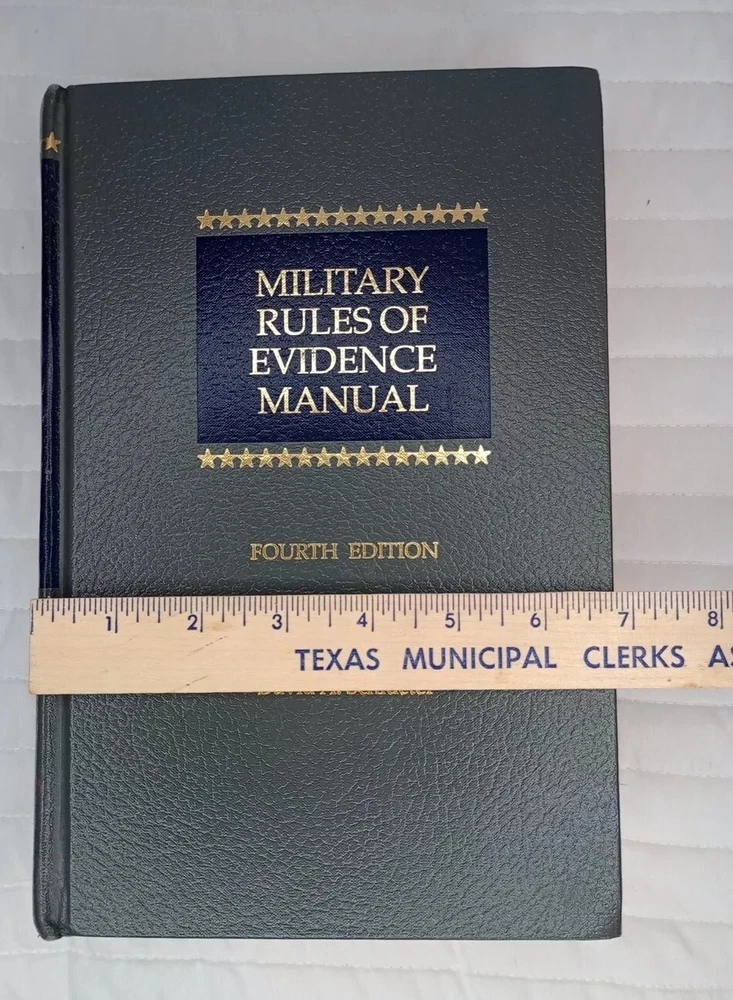 MILITARY
RULES OF
EVIDENCE
MANUAL
FOURTH EDITION
1 2 3 4 5 6 7 8
TEXAS MUNICIPAL CLERKS